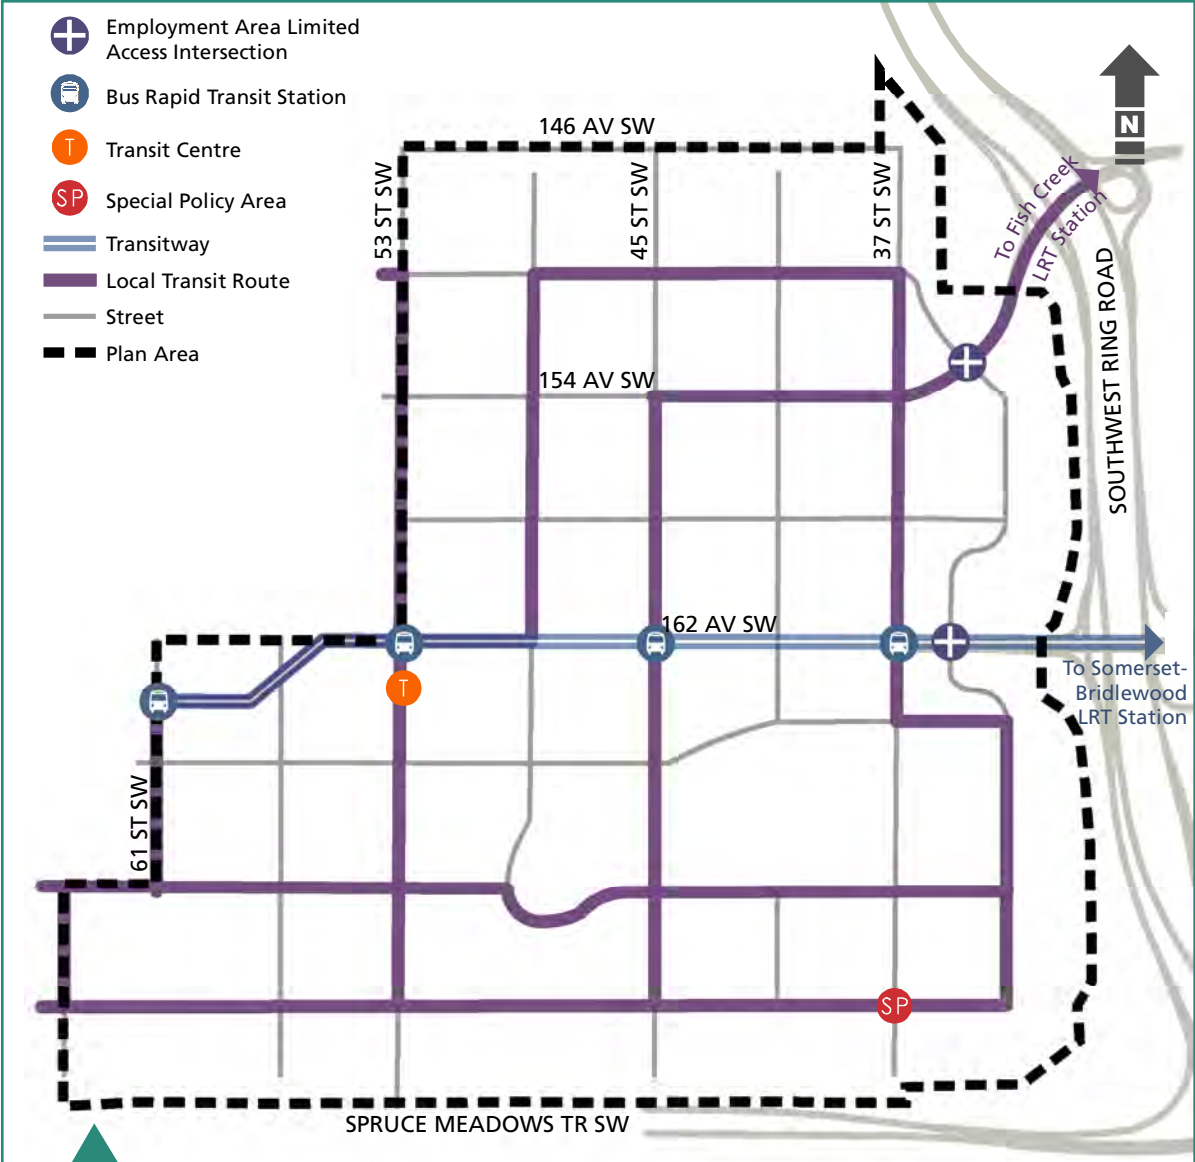 Employment Area Limited
Access Intersection
Bus Rapid Transit Station
T
Transit Centre
SP
Special Policy Area
Transitway
Local Transit Route
Street
Plan Area
N
146 AV SW
53 ST SW
45 ST SW
37 ST SW
To Fish Creek
LRT Station
SOUTHWEST RING ROAD
154 AV SW
162 AV SW
T
To Somerset-
Bridlewood
LRT Station
61 ST SW
SP
SPRUCE MEADOWS TR SW